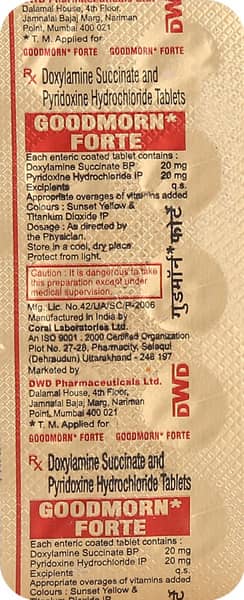 DWD Pharmaceuticals Ltd.
Dalamal House, 4th Floor,
Jamnalal Bajaj Marg, Nariman
Point, Mumbai 400 021
* T. M. Applied for
GOODMORN* FORTE GOODMORN* FORTE
Rx Doxylamine Succinate and
Pyridoxine Hydrochloride Tablets
GOODMORN*
FORTE
Each enteric coated tablet contains :
Doxylamine Succinate BP 20 mg
Pyridoxine Hydrochloride IP 20 mg
Excipients q.s.
Appropriate overages of vitamins added
Colours : Sunset Yellow &
Titanium Dioxide IP
Dosage : As directed by
the Physician.
Store in a cool, dry place
Protect from light.
Caution : It is dangerous to take
this preparation except under
medical supervision.
Mfg. Lic. No.42/UA/SC/P-2006
Manufactured in India by
Coral Laboratories Ltd.
An ISO 9001 : 2000 Certified Organization
Plot No. 27-28, Pharmacity, Selaqui
(Dehraudun) Uttarakhand - 248 197
Marketed by
DWD Pharmaceuticals Ltd.
Dalamal House, 4th Floor,
Jamnalal Bajaj Marg, Nariman
Point, Mumbai 400 021
* T. M. Applied for
GOODMORN* FORTE GOODMORN* FORTE
Rx Doxylamine Succinate and
Pyridoxine Hydrochloride Tablets
GOODMORN*
FORTE
Each enteric coated tablet contains :
Doxylamine Succinate BP 20 mg
Pyridoxine Hydrochloride IP 20 mg
Excipients q.s.
Appropriate overages of vitamins added
Colours : Sunset Yellow &
Titanium Dioxide IP
DWD
गुडमॉर्न* फोर्ट
DWD